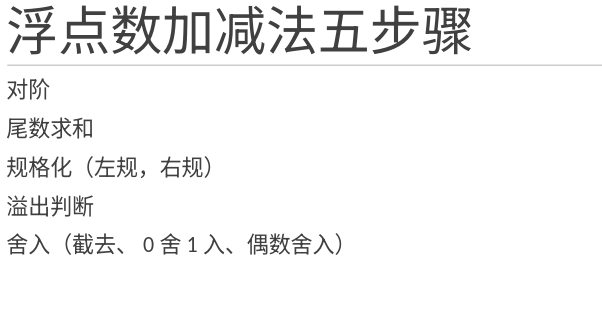 浮点数加减法五步骤
对阶
尾数求和
规格化（左规，右规）
溢出判断
舍入（截去、 0 舍 1 入、偶数舍入）